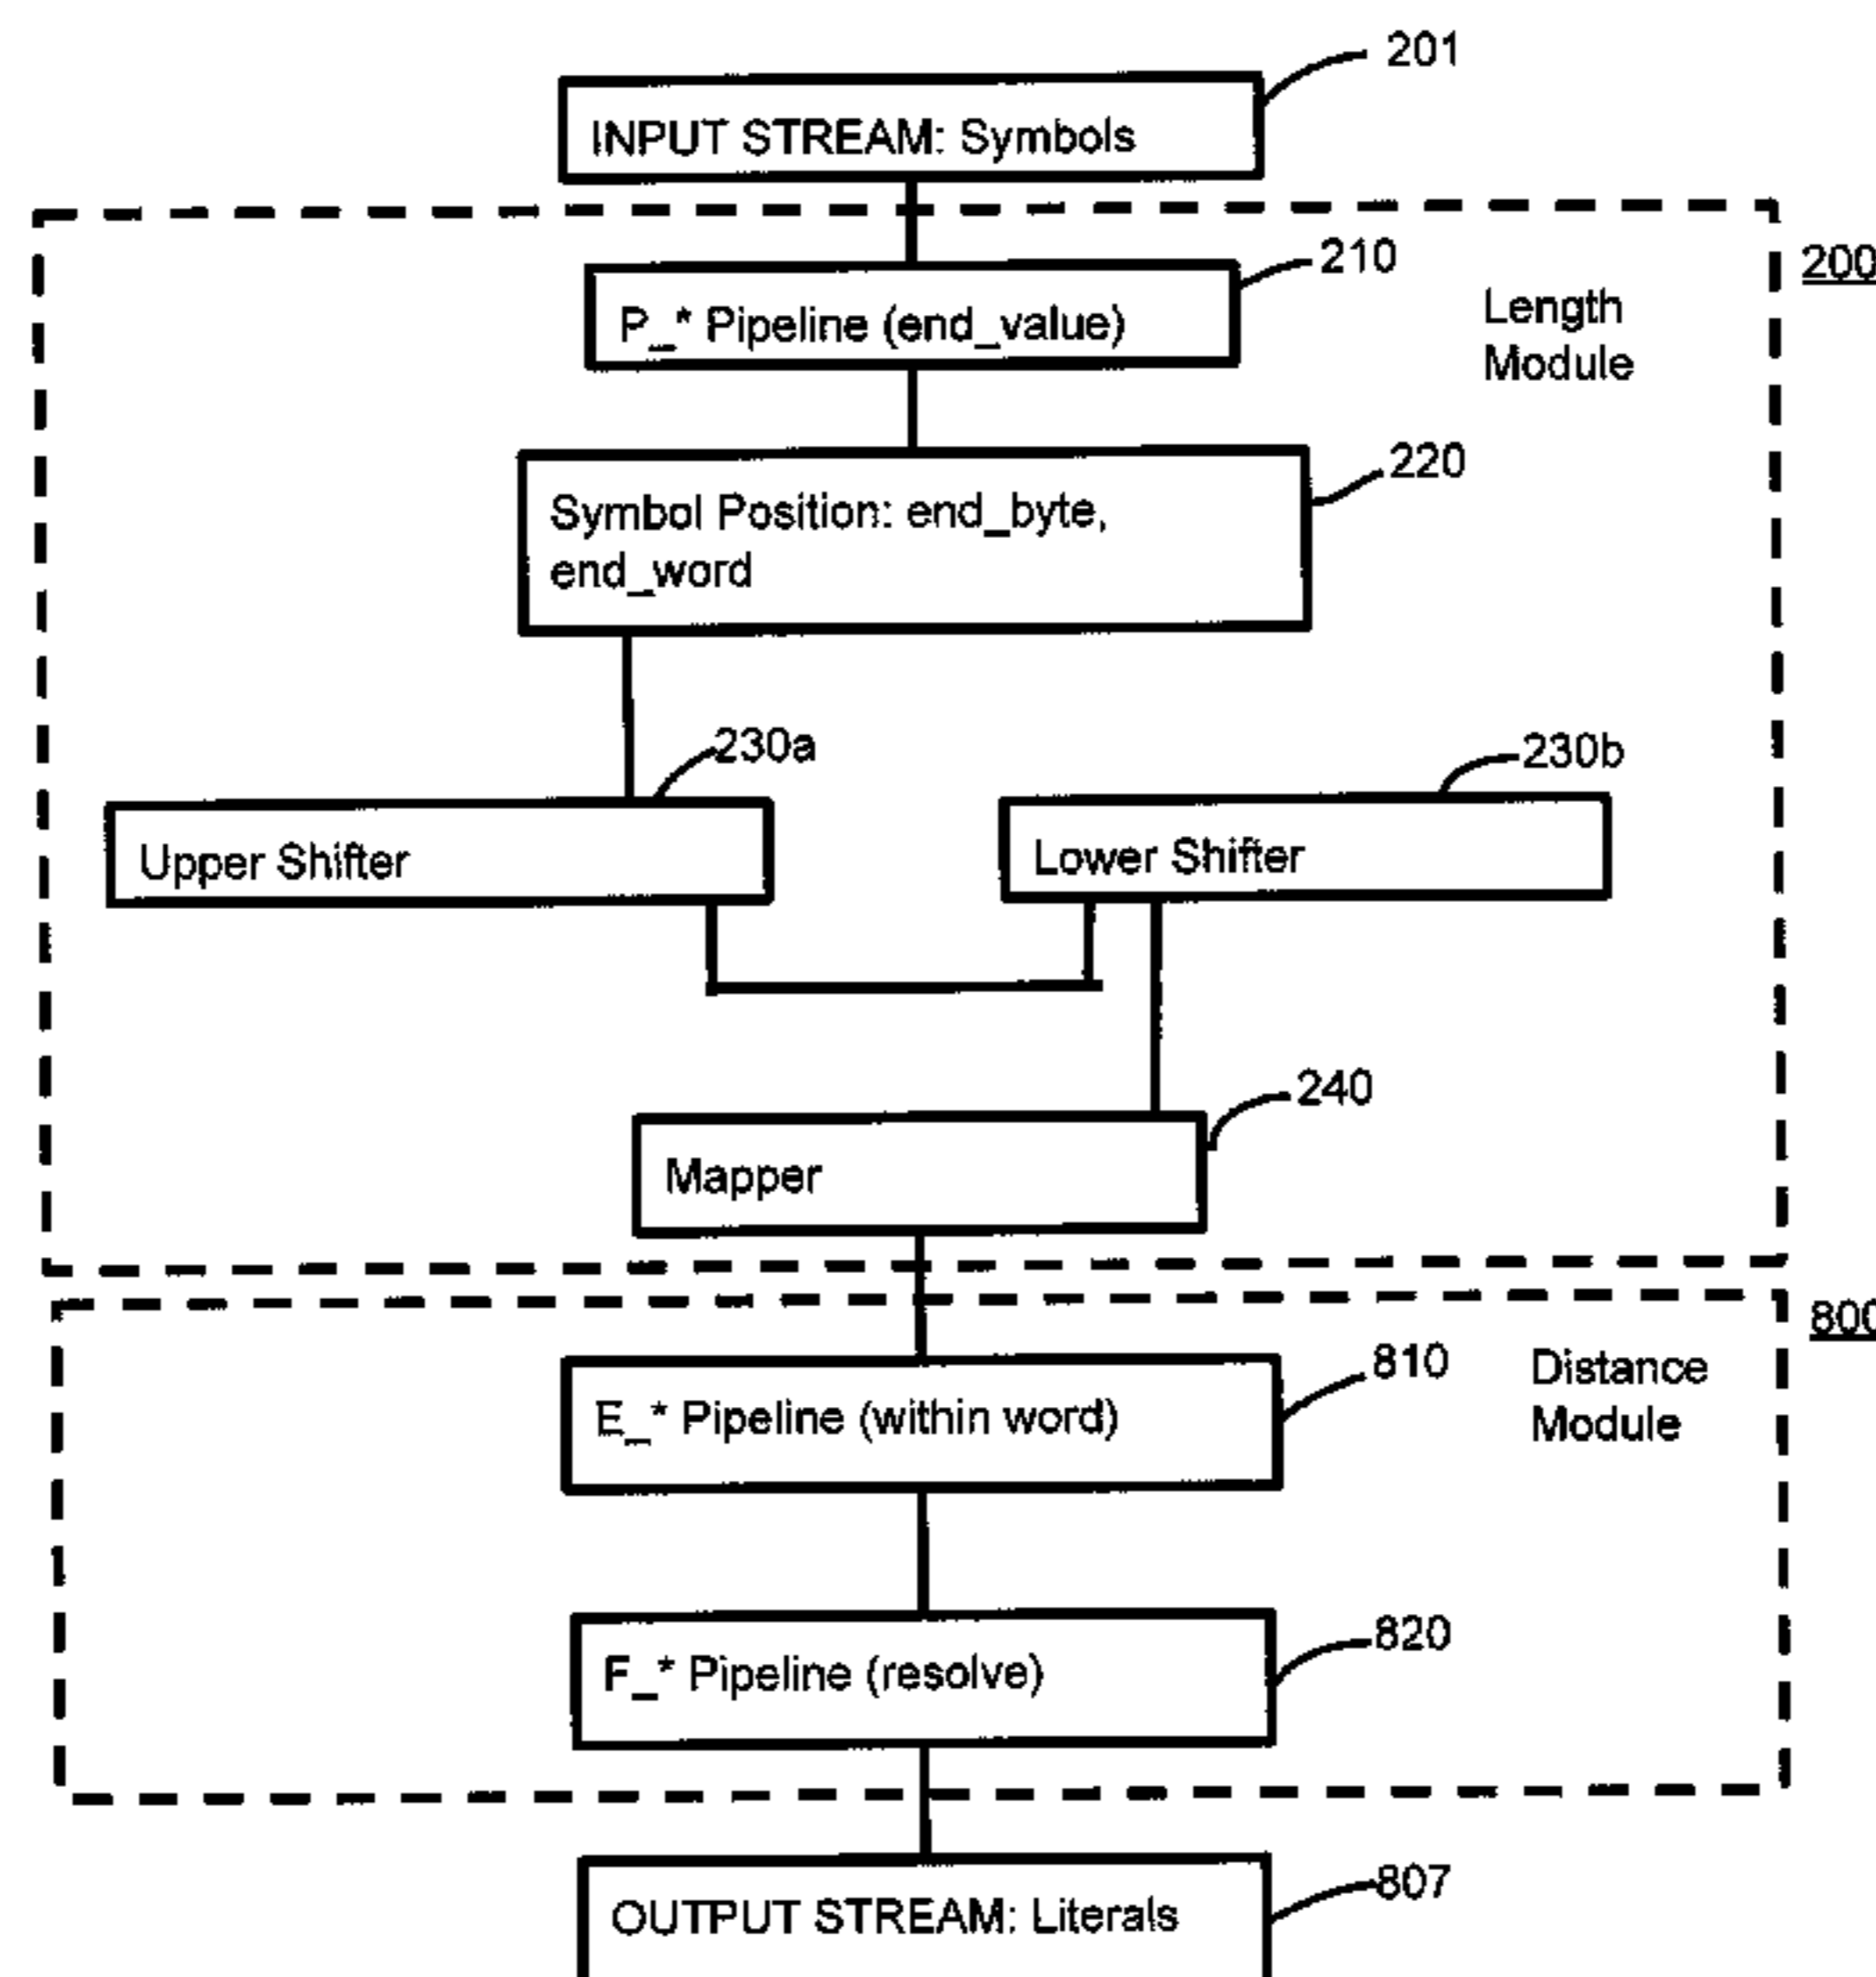 201
INPUT STREAM: Symbols
200
210
P_* Pipeline (end_value)
Length
Module
220
Symbol Position: end_byte,
end_word
230a
230b
Upper Shifter
Lower Shifter
240
Mapper
800
810
Distance
Module
E_* Pipeline (within word)
820
F_* Pipeline (resolve)
807
OUTPUT STREAM: Literals